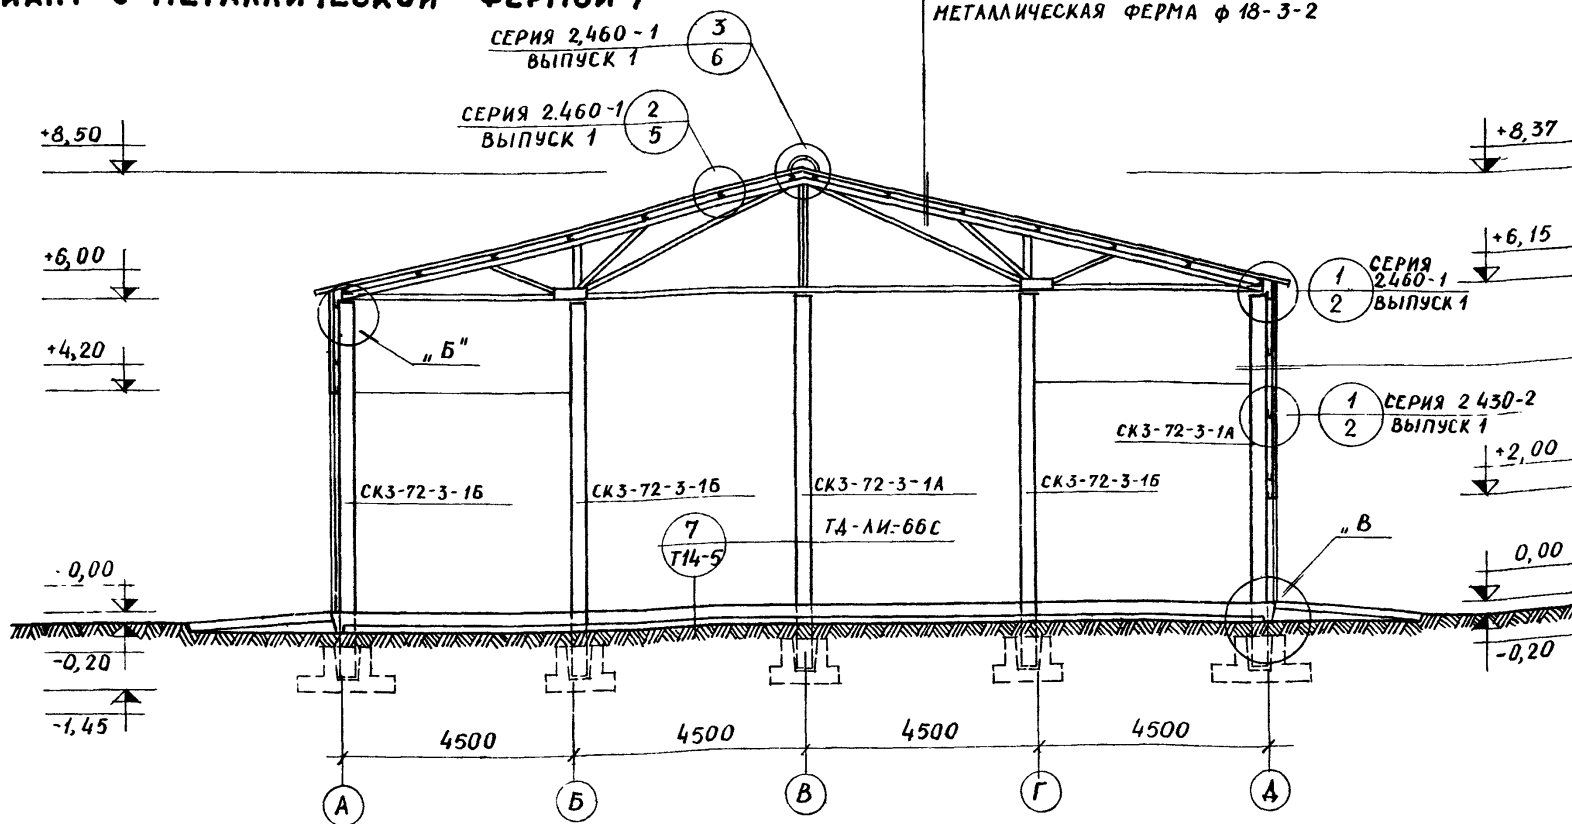 ИАНТ С МЕТАЛЛИЧЕСКОЙ ФЕРМОЙ /
МЕТАЛЛИЧЕСКАЯ ФЕРМА ф 18-3-2
СЕРИЯ 2,460-1
ВЫПУСК 1
3
6
СЕРИЯ 2.460-1
ВЫПУСК 1
2
5
+8,50
+8,37
+6,00
+6,15
1
2
СЕРИЯ
2.460-1
ВЫПУСК 1
+4,20
„Б"
1
2
СЕРИЯ 2 430-2
ВЫПУСК 1
СК3-72-3-1А
+2,00
СК3-72-3-1Б
СК3-72-3-1Б
СК3-72-3-1А
СК3-72-3-1Б
7
Т14-5
ТД-ЛИ-66С
„В
0,00
0,00
-0,20
-0,20
-1,45
4500
4500
4500
4500
А
Б
В
Г
Д